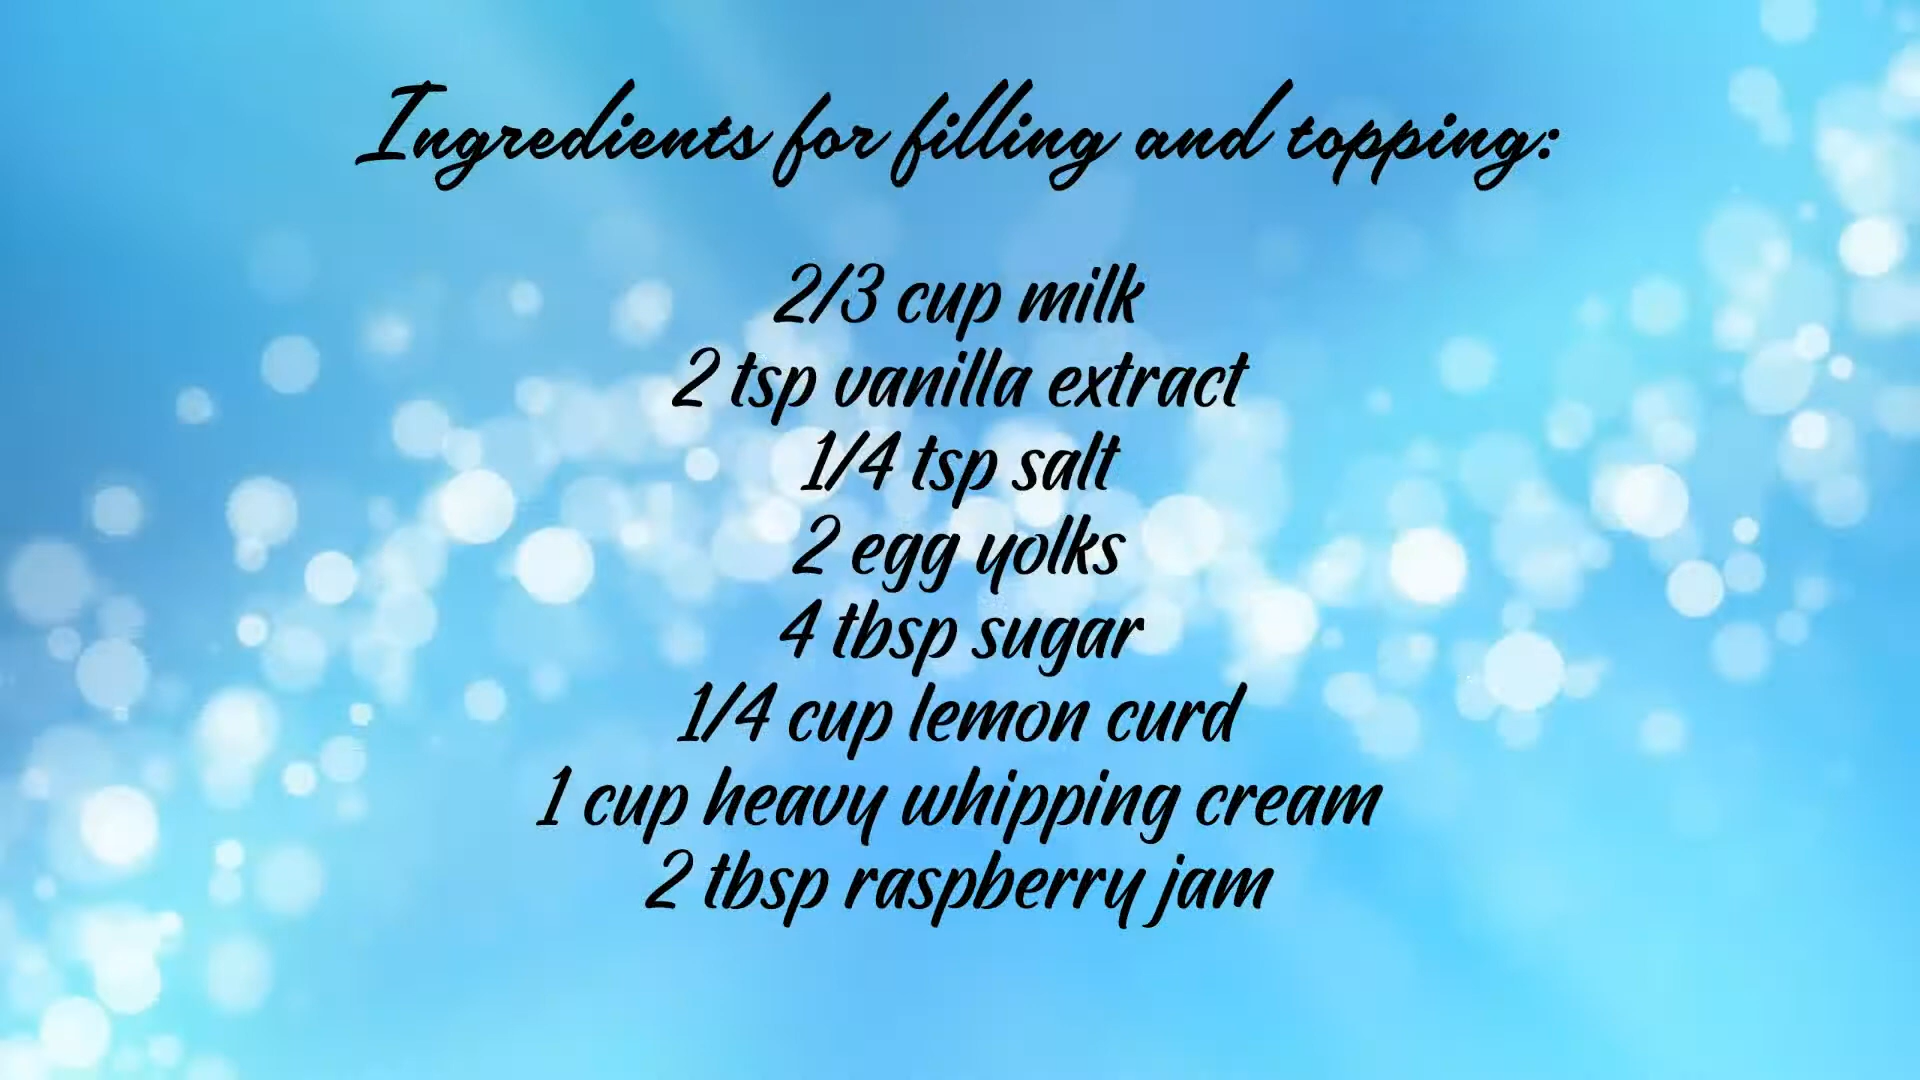 Ingredients for filling and topping:
2/3 cup milk
2 tsp vanilla extract
1/4 tsp salt
2 egg yolks
4 tbsp sugar
1/4 cup lemon curd
1 cup heavy whipping cream
2 tbsp raspberry jam